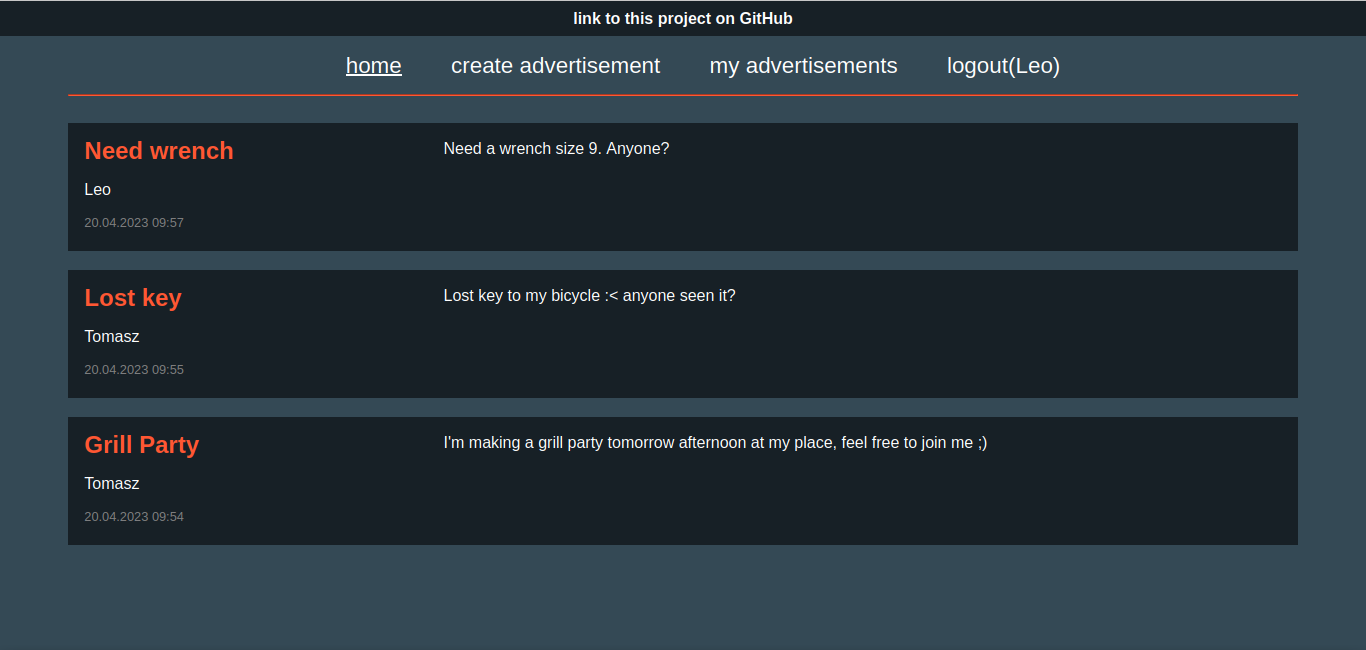 link to this project on GitHub
home create advertisement my advertisements logout(Leo)
Need wrench
Need a wrench size 9. Anyone?
Leo
20.04.2023 09:57
Lost key
Lost key to my bicycle :< anyone seen it?
Tomasz
20.04.2023 09:55
Grill Party
I'm making a grill party tomorrow afternoon at my place, feel free to join me ;)
Tomasz
20.04.2023 09:54